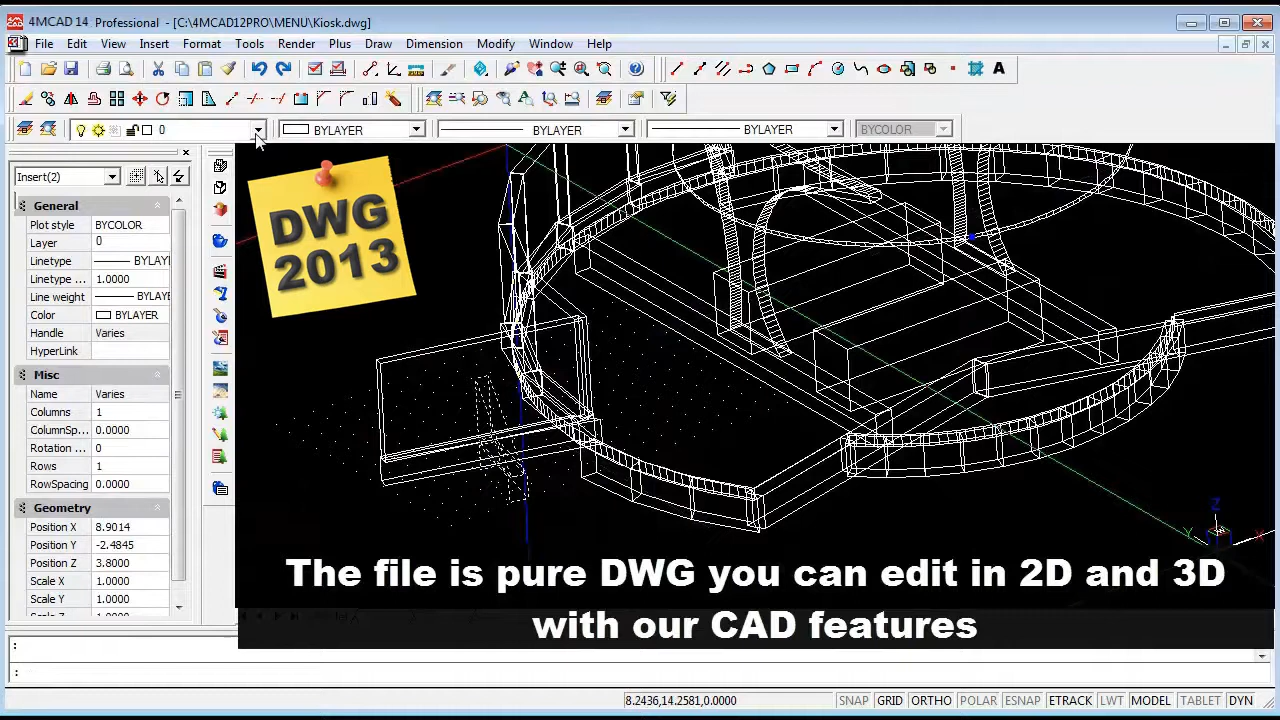 4MCAD 14 Professional - [C:\4MCAD12PRO\MENU\Kiosk.dwg]
File Edit View Insert Format Tools Render Plus Draw Dimension Modify Window Help
0 BYLAYER BYLAYER BYLAYER BYCOLOR
Insert(2)
General
Plot style BYCOLOR
Layer 0
Linetype BYLAYE
Linetype... 1.0000
Line weight BYLAYE
Color BYLAYER
Handle Varies
HyperLink
Misc
Name Varies
Columns 1
ColumnSp... 0.0000
Rotation ... 0
Rows 1
RowSpacing 0.0000
Geometry
Position X 8.9014
Position Y -2.4845
Position Z 3.8000
Scale X 1.0000
Scale Y 1.0000
Scale Z 1.0000
DWG
2013
Z
Y X
The file is pure DWG you can edit in 2D and 3D
with our CAD features
:
:
8.2436,14.2581,0.0000 SNAP GRID ORTHO POLAR ESNAP ETRACK LWT MODEL TABLET DYN